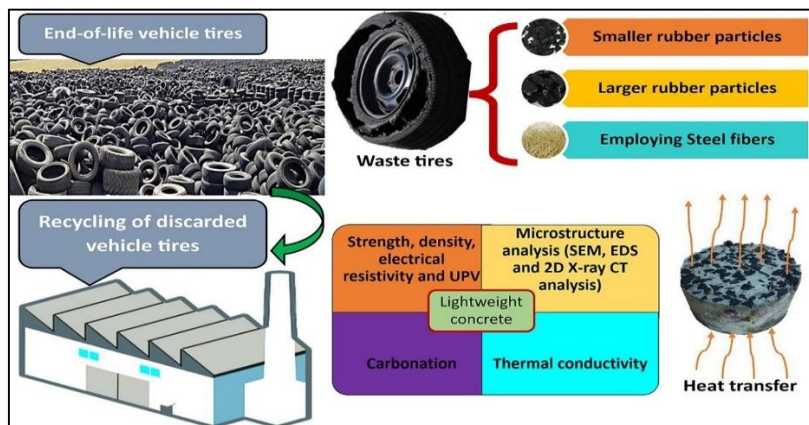 End-of-life vehicle tires
Waste tires
Smaller rubber particles
Larger rubber particles
Employing Steel fibers
Recycling of discarded
vehicle tires
Strength, density,
electrical
resistivity and UPV
Microstructure
analysis (SEM, EDS
and 2D X-ray CT
analysis)
Lightweight
concrete
Carbonation
Thermal conductivity
Heat transfer